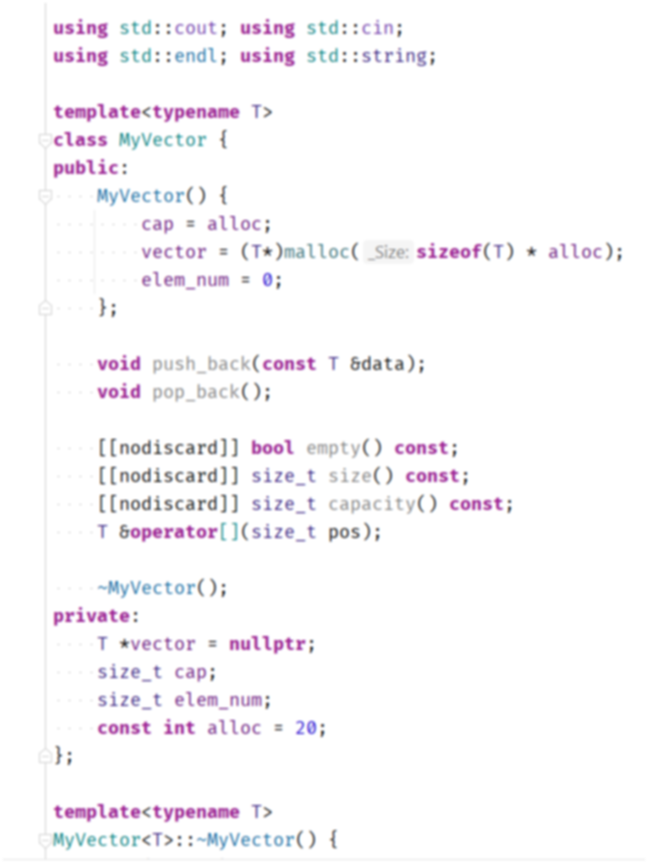 using std::cout; using std::cin;
using std::endl; using std::string;
template<typename T>
class MyVector {
public:
MyVector() {
cap = alloc;
vector = (T*)malloc( _Size: sizeof(T) * alloc);
elem_num = 0;
};
void push_back(const T &data);
void pop_back();
[[nodiscard]] bool empty() const;
[[nodiscard]] size_t size() const;
[[nodiscard]] size_t capacity() const;
T &operator[](size_t pos);
~MyVector();
private:
T *vector = nullptr;
size_t cap;
size_t elem_num;
const int alloc = 20;
};
template<typename T>
MyVector<T>::~MyVector() {